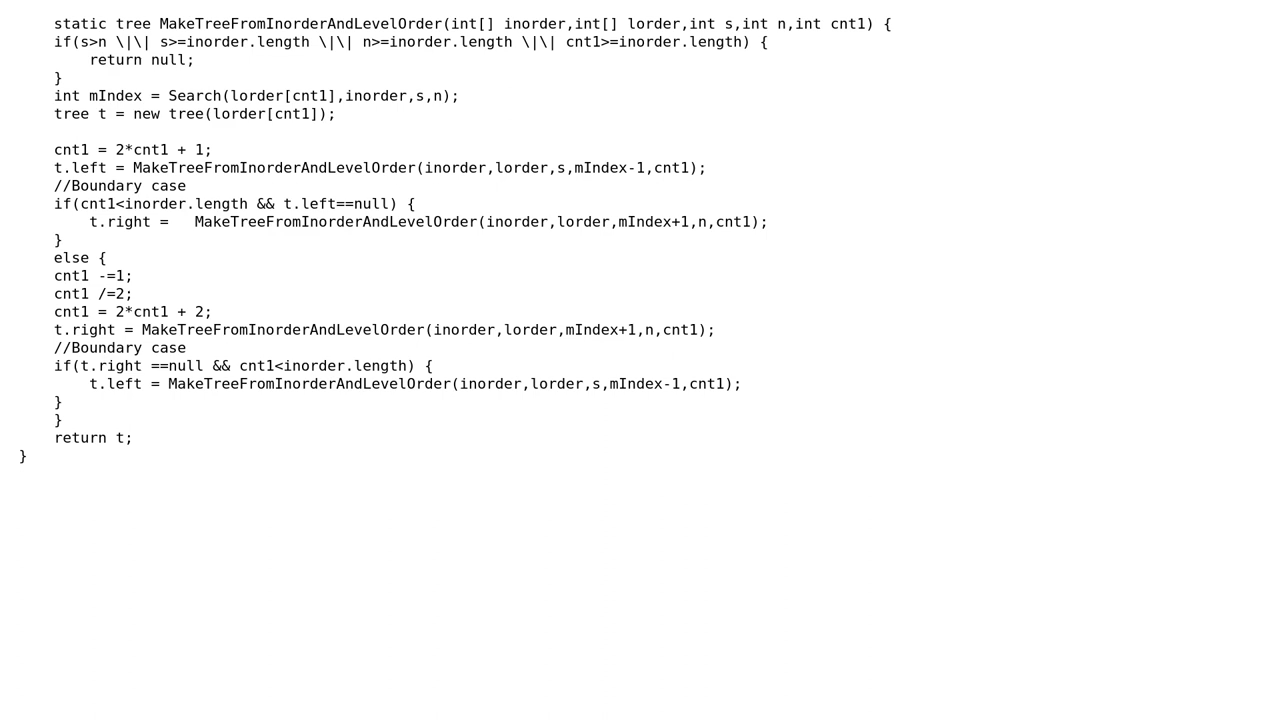 static tree MakeTreeFromInorderAndLevelOrder(int[] inorder,int[] lorder,int s,int n,int cnt1) {
if(s>n \|\| s>=inorder.length \|\| n>=inorder.length \|\| cnt1>=inorder.length) {
return null;
}
int mIndex = Search(lorder[cnt1],inorder,s,n);
tree t = new tree(lorder[cnt1]);
cnt1 = 2*cnt1 + 1;
t.left = MakeTreeFromInorderAndLevelOrder(inorder,lorder,s,mIndex-1,cnt1);
//Boundary case
if(cnt1<inorder.length && t.left==null) {
t.right =   MakeTreeFromInorderAndLevelOrder(inorder,lorder,mIndex+1,n,cnt1);
}
else {
cnt1 -=1;
cnt1 /=2;
cnt1 = 2*cnt1 + 2;
t.right = MakeTreeFromInorderAndLevelOrder(inorder,lorder,mIndex+1,n,cnt1);
//Boundary case
if(t.right ==null && cnt1<inorder.length) {
t.left = MakeTreeFromInorderAndLevelOrder(inorder,lorder,s,mIndex-1,cnt1);
}
}
return t;
}